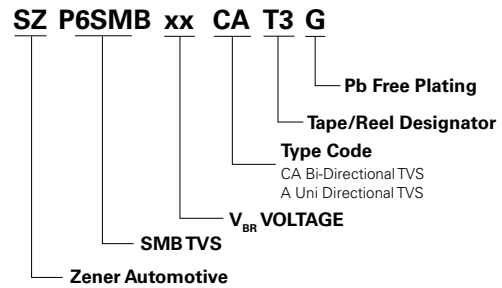 SZ P6SMB xx CA T3 G
Pb Free Plating
Tape/Reel Designator
Type Code
CA Bi-Directional TVS
A Uni Directional TVS
VBR VOLTAGE
SMB TVS
Zener Automotive